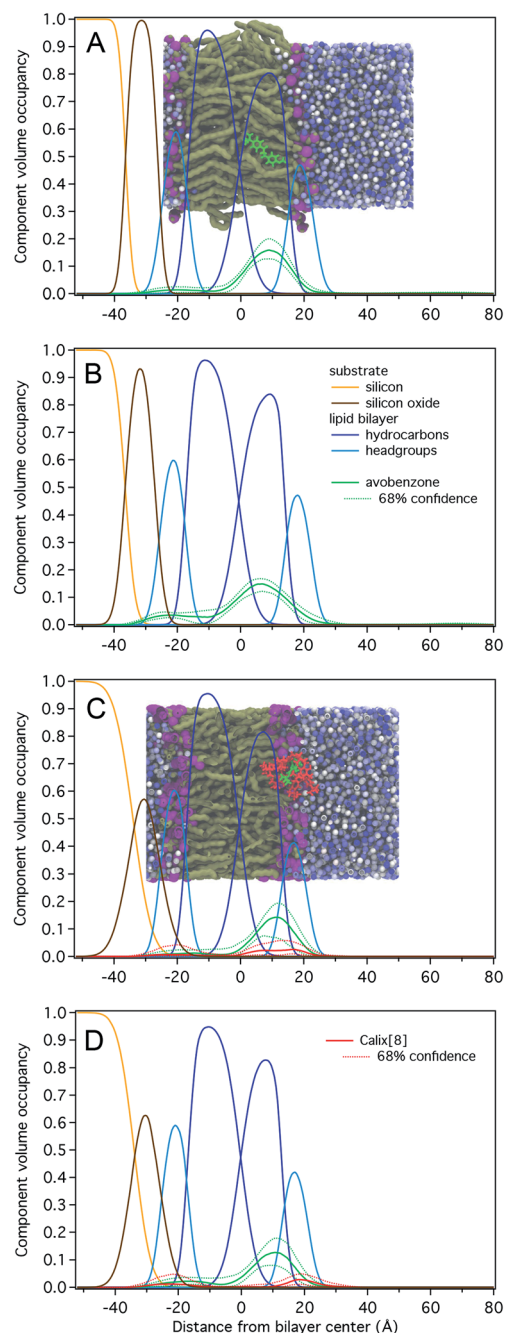 A
1.0
0.9
0.8
0.7
0.6
0.5
0.4
0.3
0.2
0.1
0.0
Component volume occupancy
-40 -20 0 20 40 60 80
B
1.0
0.9
0.8
0.7
0.6
0.5
0.4
0.3
0.2
0.1
0.0
Component volume occupancy
substrate
silicon
silicon oxide
lipid bilayer
hydrocarbons
headgroups
avobenzone
68% confidence
-40 -20 0 20 40 60 80
C
1.0
0.9
0.8
0.7
0.6
0.5
0.4
0.3
0.2
0.1
0.0
Component volume occupancy
-40 -20 0 20 40 60 80
D
1.0
0.9
0.8
0.7
0.6
0.5
0.4
0.3
0.2
0.1
0.0
Component volume occupancy
Calix[8]
68% confidence
-40 -20 0 20 40 60 80
Distance from bilayer center (Å)